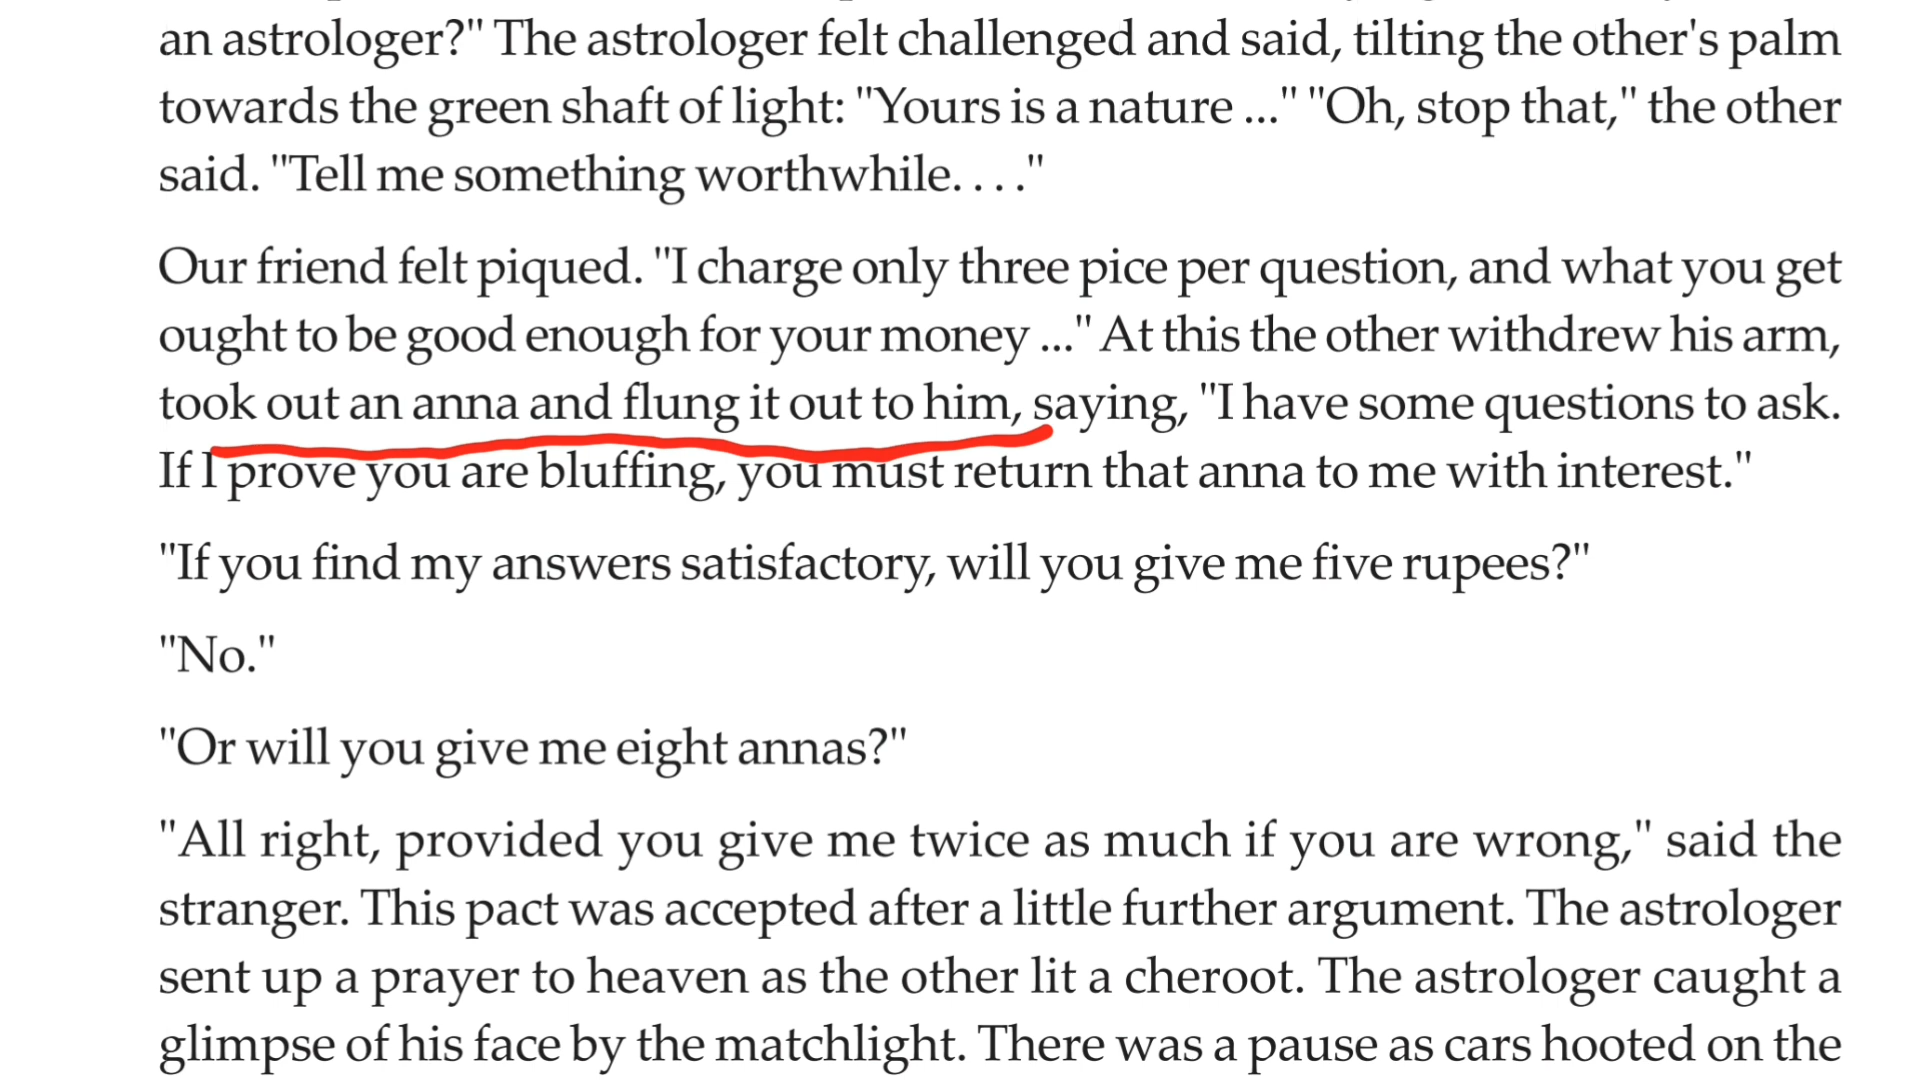 an astrologer?" The astrologer felt challenged and said, tilting the other's palm
towards the green shaft of light: "Yours is a nature ..." "Oh, stop that," the other
said. "Tell me something worthwhile. . . ."
Our friend felt piqued. "I charge only three pice per question, and what you get
ought to be good enough for your money ..." At this the other withdrew his arm,
took out an anna and flung it out to him, saying, "I have some questions to ask.
If I prove you are bluffing, you must return that anna to me with interest."
"If you find my answers satisfactory, will you give me five rupees?"
"No."
"Or will you give me eight annas?"
"All right, provided you give me twice as much if you are wrong," said the
stranger. This pact was accepted after a little further argument. The astrologer
sent up a prayer to heaven as the other lit a cheroot. The astrologer caught a
glimpse of his face by the matchlight. There was a pause as cars hooted on the